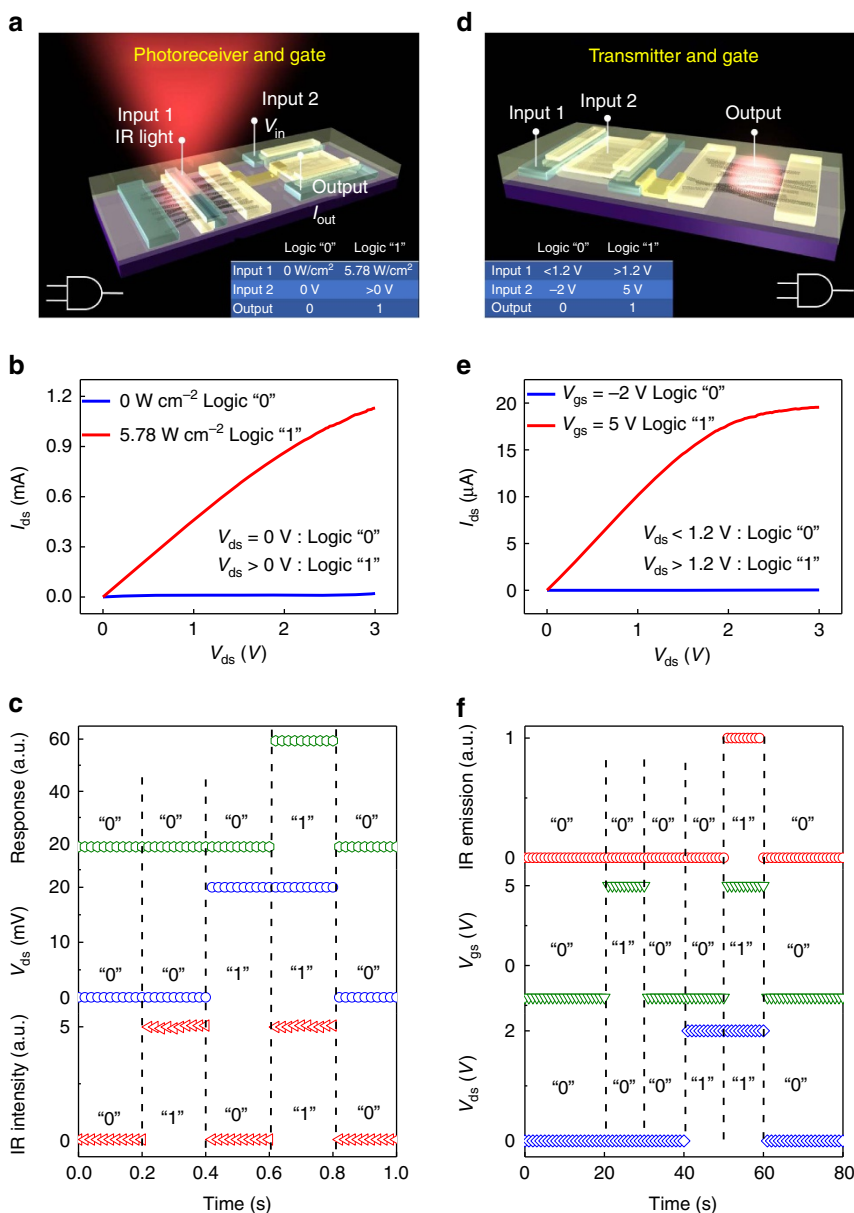 a
Photoreceiver and gate
Input 1
IR light
Input 2
V_in
Output
I_out
Logic “0” Logic “1”
Input 1 0 W/cm² 5.78 W/cm²
Input 2 0 V >0 V
Output 0 1
d
Transmitter and gate
Input 1
Input 2
Output
Logic “0” Logic “1”
Input 1 <1.2 V >1.2 V
Input 2 −2 V 5 V
Output 0 1
b
0 W cm⁻² Logic “0”
5.78 W cm⁻² Logic “1”
V_ds = 0 V : Logic “0”
V_ds > 0 V : Logic “1”
I_ds (mA)
1.2
0.9
0.6
0.3
0.0
0 1 2 3
V_ds (V)
e
V_gs = −2 V Logic “0”
V_gs = 5 V Logic “1”
V_ds < 1.2 V : Logic “0”
V_ds > 1.2 V : Logic “1”
I_ds (µA)
20
10
0
0 1 2 3
V_ds (V)
c
Response (a.u.)
60
40
20
“0” “0” “0” “1” “0”
V_ds (mV)
20
10
0
“0” “0” “1” “1” “0”
IR intensity (a.u.)
5
0
“0” “1” “0” “1” “0”
0.0 0.2 0.4 0.6 0.8 1.0
Time (s)
f
IR emission (a.u.)
1
0
“0” “0” “0” “0” “1” “0”
V_gs (V)
5
0
“0” “1” “0” “0” “1” “0”
V_ds (V)
2
0
“0” “0” “0” “1” “1” “0”
0 20 40 60 80
Time (s)